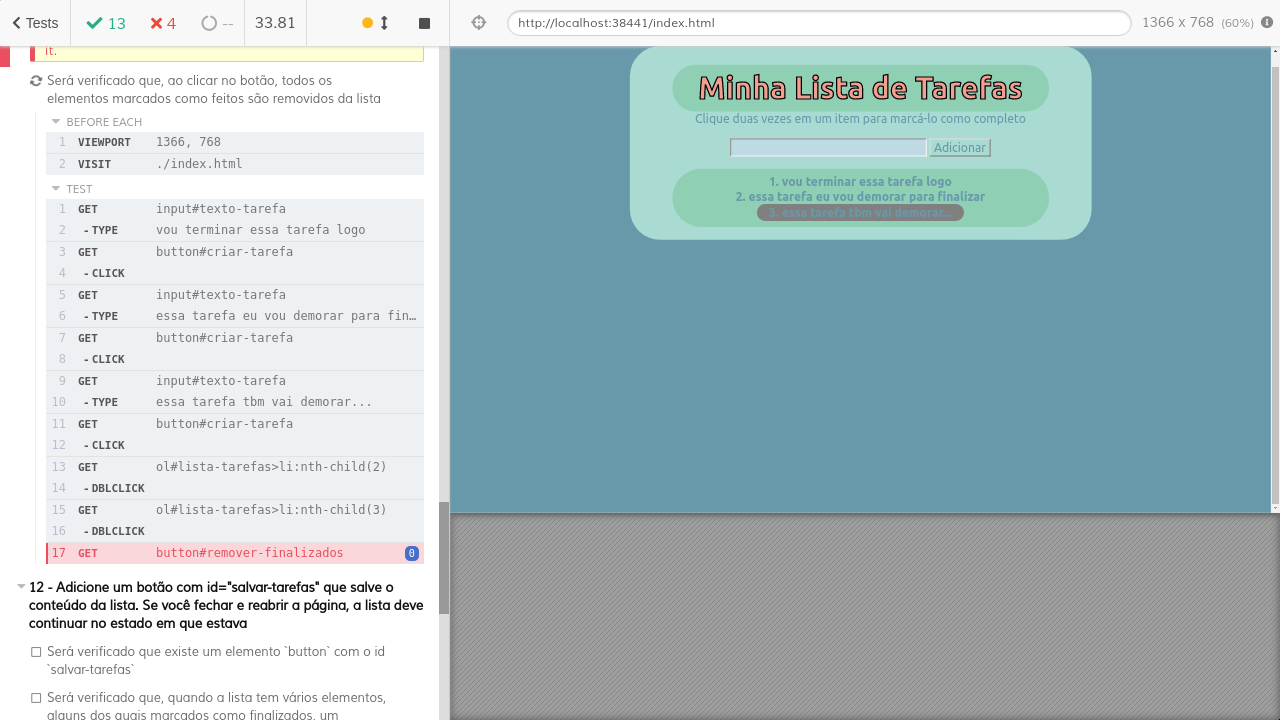 Tests
13
4
--
33.81
http://localhost:38441/index.html
1366 x 768 (60%)
it.
Será verificado que, ao clicar no botão, todos os
elementos marcados como feitos são removidos da lista
BEFORE EACH
1 VIEWPORT 1366, 768
2 VISIT ./index.html
TEST
1 GET input#texto-tarefa
2 - TYPE vou terminar essa tarefa logo
3 GET button#criar-tarefa
4 - CLICK
5 GET input#texto-tarefa
6 - TYPE essa tarefa eu vou demorar para fin…
7 GET button#criar-tarefa
8 - CLICK
9 GET input#texto-tarefa
10 - TYPE essa tarefa tbm vai demorar...
11 GET button#criar-tarefa
12 - CLICK
13 GET ol#lista-tarefas>li:nth-child(2)
14 - DBLCLICK
15 GET ol#lista-tarefas>li:nth-child(3)
16 - DBLCLICK
17 GET button#remover-finalizados 0
12 - Adicione um botão com id="salvar-tarefas" que salve o
conteúdo da lista. Se você fechar e reabrir a página, a lista deve
continuar no estado em que estava
Será verificado que existe um elemento `button` com o id
`salvar-tarefas`
Será verificado que, quando a lista tem vários elementos,
alguns dos quais marcados como finalizados, um
Minha Lista de Tarefas
Clique duas vezes em um item para marcá-lo como completo
Adicionar
1. vou terminar essa tarefa logo
2. essa tarefa eu vou demorar para finalizar
3. essa tarefa tbm vai demorar...